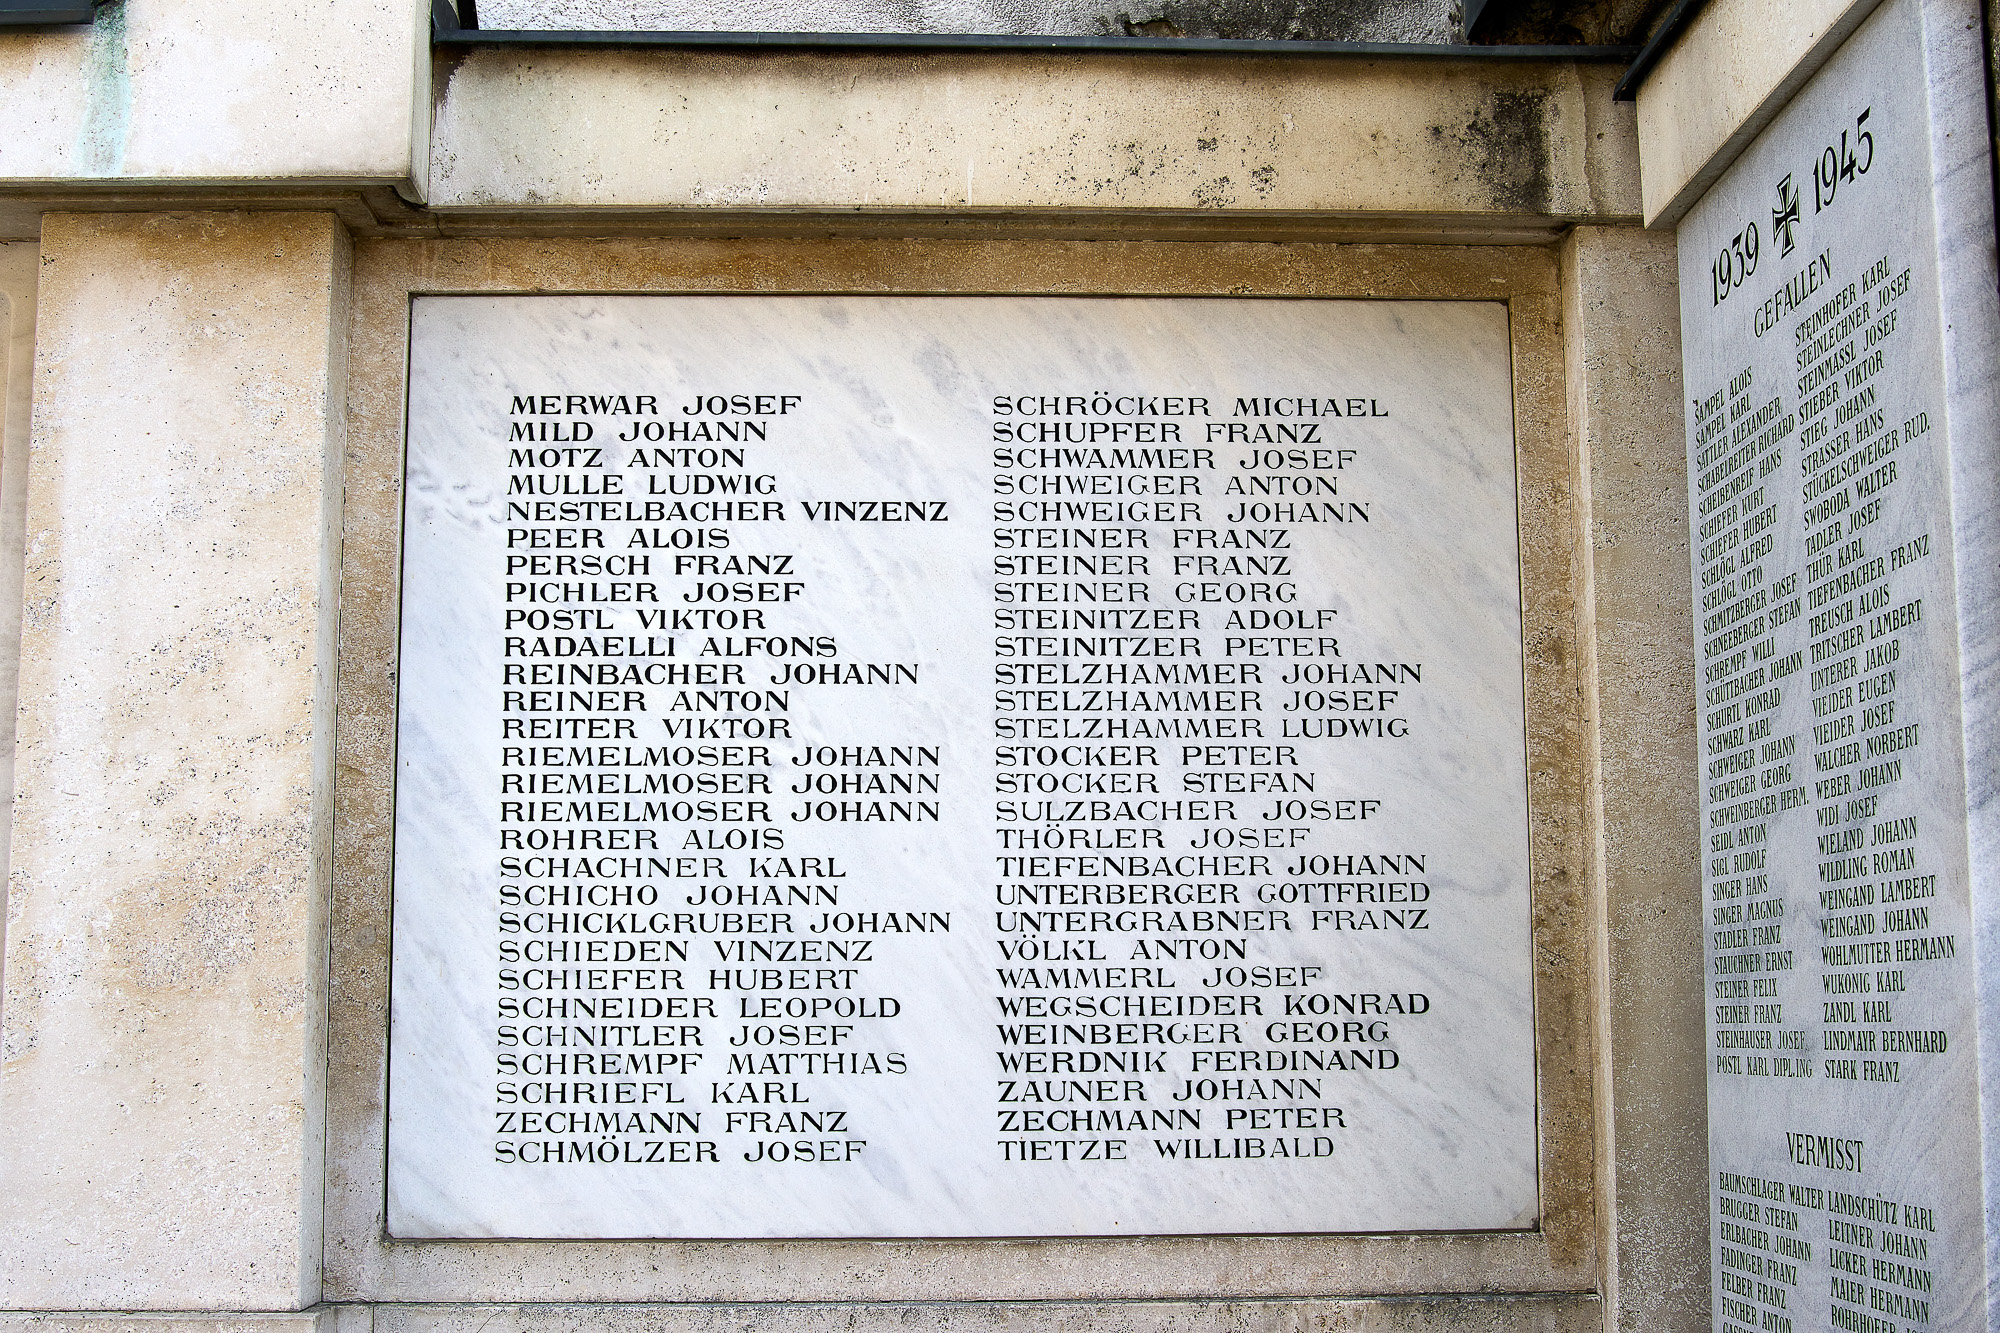 MERWAR JOSEF
MILD JOHANN
MOTZ ANTON
MULLE LUDWIG
NESTELBACHER VINZENZ
PEER ALOIS
PERSCH FRANZ
PICHLER JOSEF
POSTL VIKTOR
RADAELLI ALFONS
REINBACHER JOHANN
REINER ANTON
REITER VIKTOR
RIEMELMOSER JOHANN
RIEMELMOSER JOHANN
RIEMELMOSER JOHANN
ROHRER ALOIS
SCHACHNER KARL
SCHICHO JOHANN
SCHICKLGRUBER JOHANN
SCHIEDEN VINZENZ
SCHIEFER HUBERT
SCHNEIDER LEOPOLD
SCHNITLER JOSEF
SCHREMPF MATTHIAS
SCHRIEFL KARL
ZECHMANN FRANZ
SCHMÖLZER JOSEF
SCHRÖCKER MICHAEL
SCHUPFER FRANZ
SCHWAMMER JOSEF
SCHWEIGER ANTON
SCHWEIGER JOHANN
STEINER FRANZ
STEINER FRANZ
STEINER GEORG
STEINITZER ADOLF
STEINITZER PETER
STELZHAMMER JOHANN
STELZHAMMER JOSEF
STELZHAMMER LUDWIG
STOCKER PETER
STOCKER STEFAN
SULZBACHER JOSEF
THÖRLER JOSEF
TIEFENBACHER JOHANN
UNTERBERGER GOTTFRIED
UNTERGRABNER FRANZ
VÖLKL ANTON
WAMMERL JOSEF
WEGSCHEIDER KONRAD
WEINBERGER GEORG
WERDNIK FERDINAND
ZAUNER JOHANN
ZECHMANN PETER
TIETZE WILLIBALD
1939 1945
GEFALLEN
SAMPEL ALOIS
SAMPEL KARL
SATTLER ALEXANDER
SCHABELREITER RICHARD
SCHEIBENREIF HANS
SCHIEFER KURT
SCHIEFER HUBERT
SCHLÖGL ALFRED
SCHLÖGL OTTO
SCHMITZBERGER JOSEF
SCHNEEBERGER STEFAN
SCHREMPF WILLI
SCHÜTTBACHER JOHANN
SCHURIL KONRAD
SCHWARZ KARL
SCHWEIGER JOHANN
SCHWEIGER GEORG
SCHWEINBERGER HERM.
SEIDL ANTON
SIGL RUDOLF
SINGER HANS
SINGER MAGNUS
STADLER FRANZ
STAUCHNER ERNST
STEINER FELIX
STEINER FRANZ
STEINHAUSER JOSEF
POSTL KARL DIPL.ING
STEINHOFER KARL
STEINLECHNER JOSEF
STEINMASSL JOSEF
STIEBER VIKTOR
STIEG JOHANN
STRASSER HANS
STÜCKELSCHWEIGER RUD.
SWOBODA WALTER
TADLER JOSEF
THÜR KARL
TIEFENBACHER FRANZ
TREUSCH ALOIS
TRITSCHER LAMBERT
UNTERER JAKOB
VIEIDER EUGEN
VIEIDER JOSEF
WALCHER NORBERT
WEBER JOHANN
WIDI JOSEF
WIELAND JOHANN
WILDLING ROMAN
WEINGAND LAMBERT
WEINGAND JOHANN
WOHLMUTTER HERMANN
WUKONIG KARL
ZANDL KARL
LINDMAYR BERNHARD
STARK FRANZ
VERMISST
BAUMSCHLAGER WALTER
BRUGGER STEFAN
ERLBACHER JOHANN
FADINGER FRANZ
FELBER FRANZ
FISCHER ANTON
LANDSCHÜTZ KARL
LEITNER JOHANN
LICKER HERMANN
MAIER HERMANN
ROHRHOFER